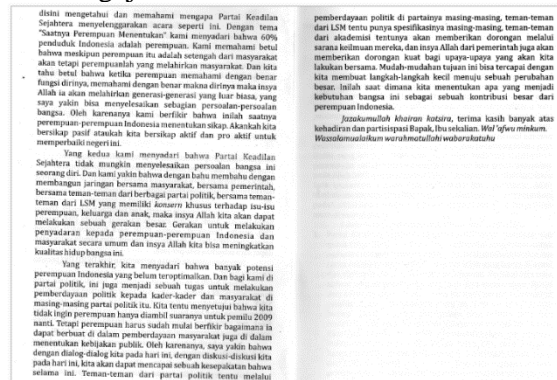 disini mengetahui dan memahami mengapa Partai Keadilan
Sejahtera menyelenggarakan acara seperti ini. Dengan tema
"Saatnya Perempuan Menentukan" kami menyadari bahwa 60%
penduduk Indonesia adalah perempuan. Kami memahami betul
bahwa meskipun perempuan itu adalah setengah dari masyarakat
akan tetapi perempuanlah yang melahirkan masyarakat. Dan kita
tahu betul bahwa ketika perempuan memahami dengan benar
fungsi dirinya, memahami dengan benar makna dirinya maka insya
Allah ia akan melahirkan generasi-generasi yang luar biasa, yang
saya yakin bisa menyelesaikan sebagian persoalan-persoalan
bangsa. Oleh karenanya kami berfikir bahwa inilah saatnya
perempuan-perempuan Indonesia menentukan sikap. Akankah kita
bersikap pasif ataukah kita bersikap aktif dan pro aktif untuk
memperbaiki negeri ini.
Yang kedua kami menyadari bahwa Partai Keadilan
Sejahtera tidak mungkin menyelesaikan persoalan bangsa ini
seorang diri. Dan kami yakin bahwa dengan bahu membahu dengan
membangun jaringan bersama masyarakat, bersama pemerintah,
bersama teman-teman dari berbagai partai politik, bersama teman-
teman dari LSM yang memiliki konsern khusus terhadap isu-isu
perempuan, keluarga dan anak, maka insya Allah kita akan dapat
melakukan sebuah gerakan besar. Gerakan untuk melakukan
penyadaran kepada perempuan-perempuan Indonesia dan
masyarakat secara umum dan insya Allah kita bisa meningkatkan
kualitas hidup bangsa ini.
Yang terakhir, kita menyadari bahwa banyak potensi
perempuan Indonesia yang belum teroptimalkan. Dan bagi kami di
partai politik, ini juga menjadi sebuah tugas untuk melakukan
pemberdayaan politik kepada kader-kader dan masyarakat di
masing-masing partai politik itu. Kita tentu menyetujui bahwa kita
tidak ingin perempuan hanya diambil suaranya untuk pemilu 2009
nanti. Tetapi perempuan harus sudah mulai berfikir bagaimana ia
dapat berbuat di dalam pemberdayaan masyarakat juga di dalam
menentukan kebijakan publik. Oleh karenanya, saya yakin bahwa
dengan dialog-dialog kita pada hari ini, dengan diskusi-diskusi kita
pada hari ini, kita akan dapat mencapai sebuah kesepakatan bahwa
selama ini. Teman-teman dari partai politik tentu melalui
pemberdayaan politik di partainya masing-masing, teman-teman
dari LSM tentu punya spesifikasinya masing-masing, teman-teman
dari akademisi tentunya akan memberikan dorongan melalui
sarana keilmuan mereka, dan insya Allah dari pemerintah juga akan
memberikan dorongan kuat bagi upaya-upaya yang akan kita
lakukan bersama. Mudah-mudahan tujuan ini bisa tercapai dengan
kita membuat langkah-langkah kecil menuju sebuah perubahan
besar. Inilah saat dimana kita menentukan apa yang menjadi
kebutuhan bangsa ini sebagai sebuah kontribusi besar dari
perempuan Indonesia.
Jazakumullah khairan katsira, terima kasih banyak atas
kehadiran dan partisipasi Bapak, Ibu sekalian. Wal 'afwu minkum.
Wassalamualaikum warahmatullahi wabarakatuhu